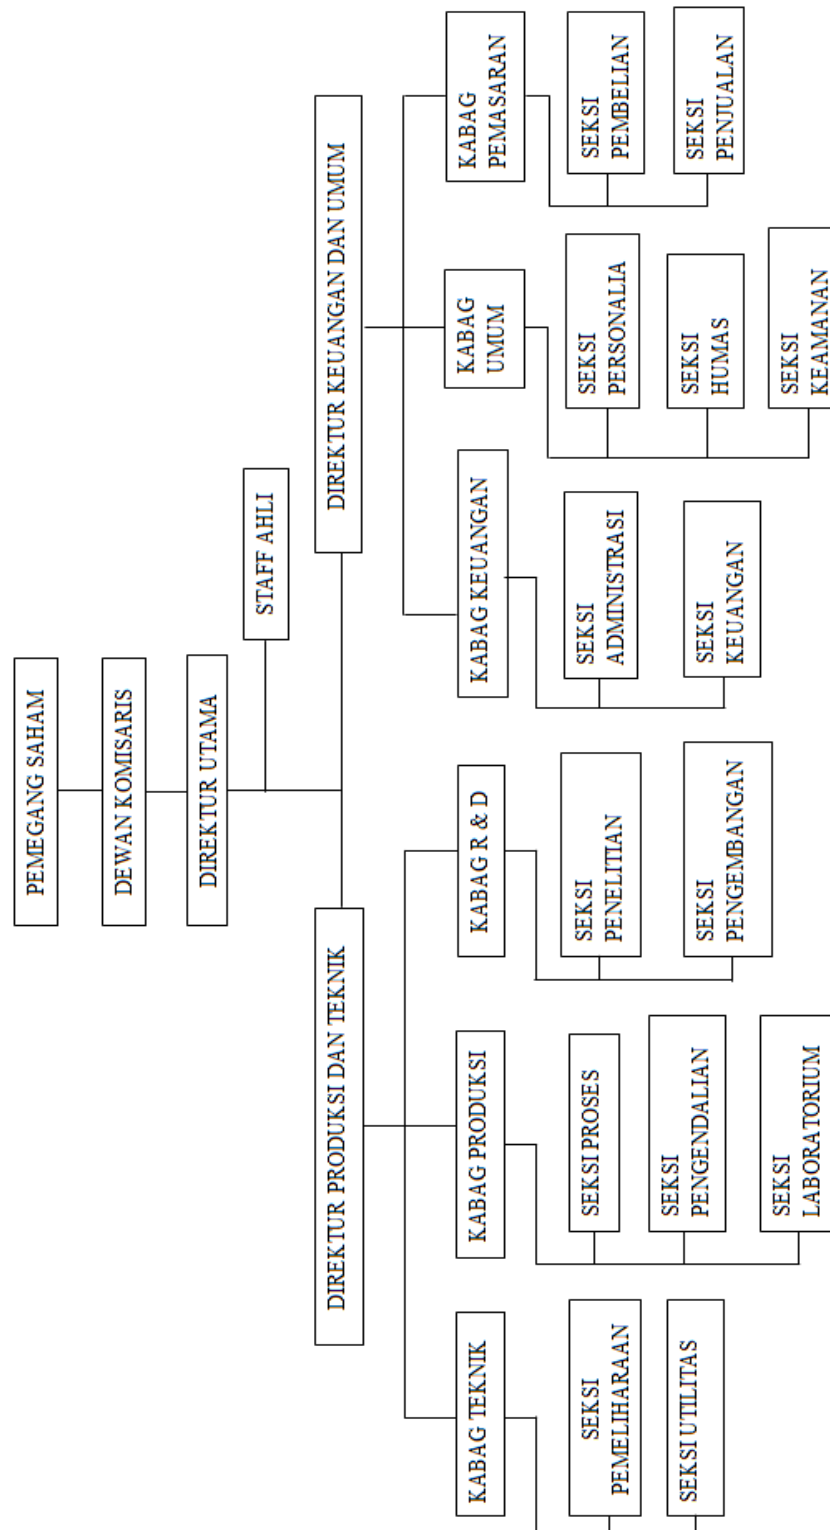 PEMEGANG SAHAM
DEWAN KOMISARIS
DIREKTUR UTAMA
STAFF AHLI
DIREKTUR PRODUKSI DAN TEKNIK
DIREKTUR KEUANGAN DAN UMUM
KABAG TEKNIK
KABAG PRODUKSI
KABAG R & D
KABAG KEUANGAN
KABAG
UMUM
KABAG
PEMASARAN
SEKSI
PEMELIHARAAN
SEKSI UTILITAS
SEKSI PROSES
SEKSI
PENGENDALIAN
SEKSI
LABORATORIUM
SEKSI
PENELITIAN
SEKSI
PENGEMBANGAN
SEKSI
ADMINISTRASI
SEKSI
KEUANGAN
SEKSI
PERSONALIA
SEKSI
HUMAS
SEKSI
KEAMANAN
SEKSI
PEMBELIAN
SEKSI
PENJUALAN